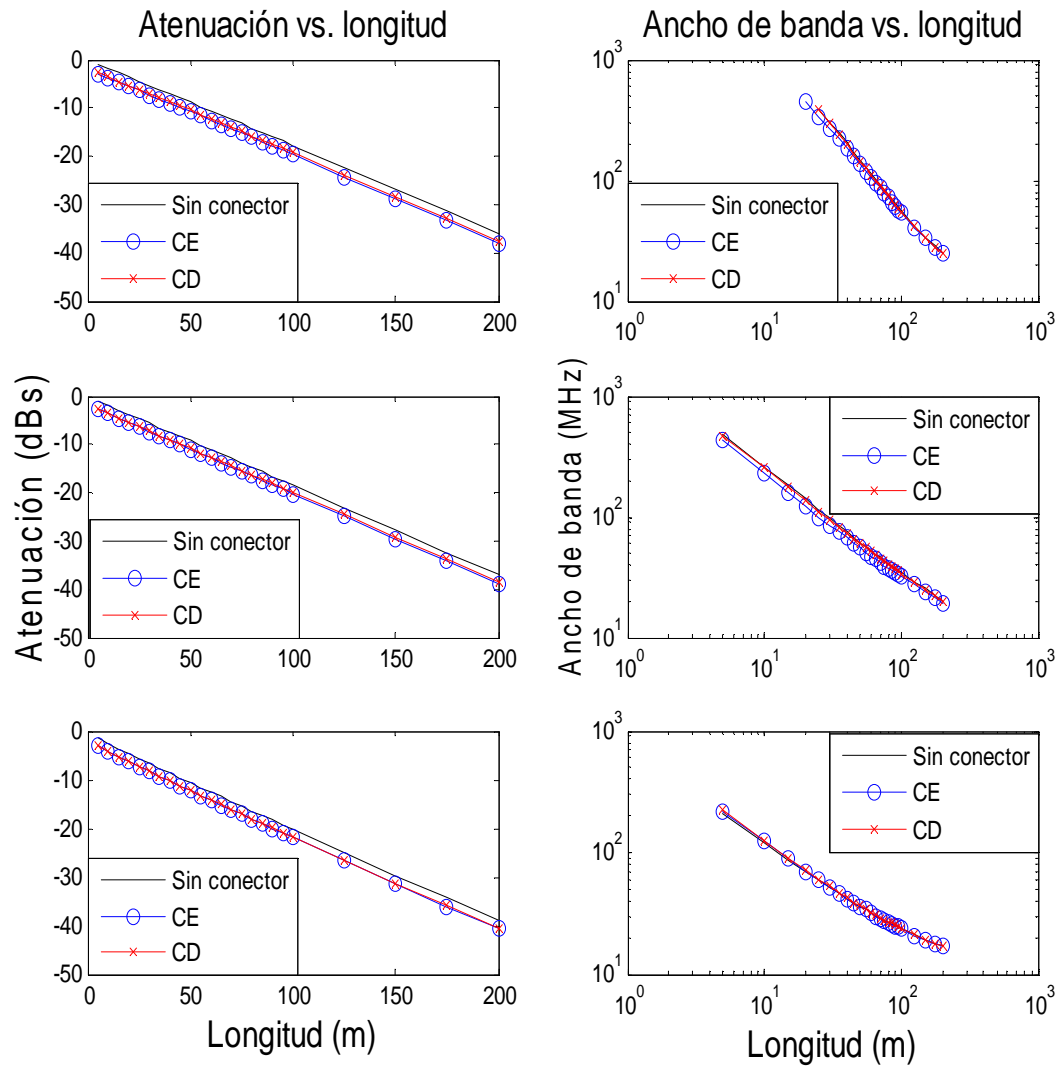 Atenuación vs. longitud
0
-10
-20
-30
-40
-50
Sin conector
CE
CD
0 50 100 150 200
Ancho de banda vs. longitud
10^3
10^2
10^1
Sin conector
CE
CD
10^0 10^1 10^2 10^3
Atenuación (dBs)
0
-10
-20
-30
-40
-50
Sin conector
CE
CD
0 50 100 150 200
Ancho de banda (MHz)
10^3
10^2
10^1
Sin conector
CE
CD
10^0 10^1 10^2 10^3
0
-10
-20
-30
-40
-50
Sin conector
CE
CD
0 50 100 150 200
Longitud (m)
10^3
10^2
10^1
Sin conector
CE
CD
10^0 10^1 10^2 10^3
Longitud (m)